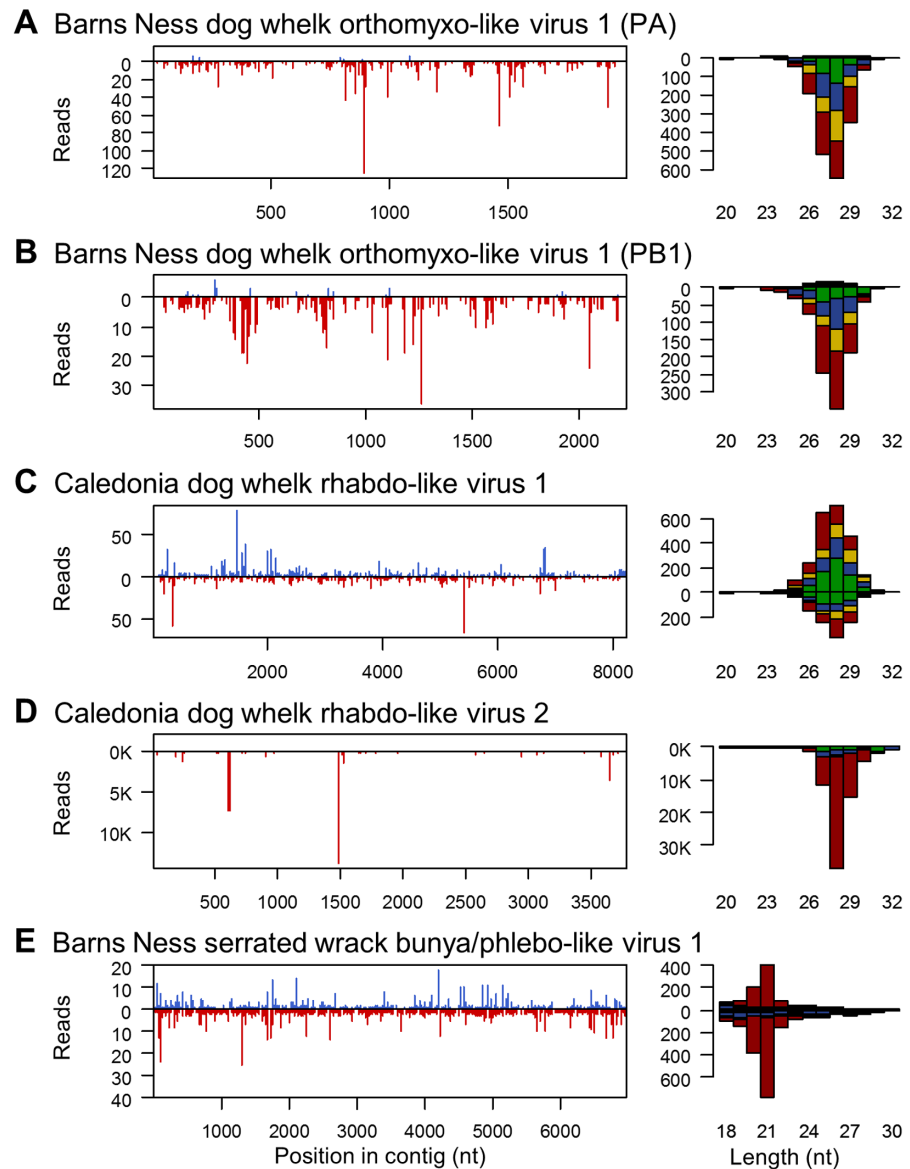 A Barns Ness dog whelk orthomyxo-like virus 1 (PA)
Reads
0
20
40
60
80
100
120
500 1000 1500
0
100
200
300
400
500
600
20 23 26 29 32
B Barns Ness dog whelk orthomyxo-like virus 1 (PB1)
Reads
0
10
20
30
500 1000 1500 2000
0
50
100
150
200
250
300
20 23 26 29 32
C Caledonia dog whelk rhabdo-like virus 1
Reads
50
0
50
2000 4000 6000 8000
600
400
200
0
200
20 23 26 29 32
D Caledonia dog whelk rhabdo-like virus 2
Reads
0K
5K
10K
500 1000 1500 2000 2500 3000 3500
0K
10K
20K
30K
20 23 26 29 32
E Barns Ness serrated wrack bunya/phlebo-like virus 1
Reads
20
10
0
10
20
30
40
1000 2000 3000 4000 5000 6000
Position in contig (nt)
400
200
0
200
400
600
18 21 24 27 30
Length (nt)